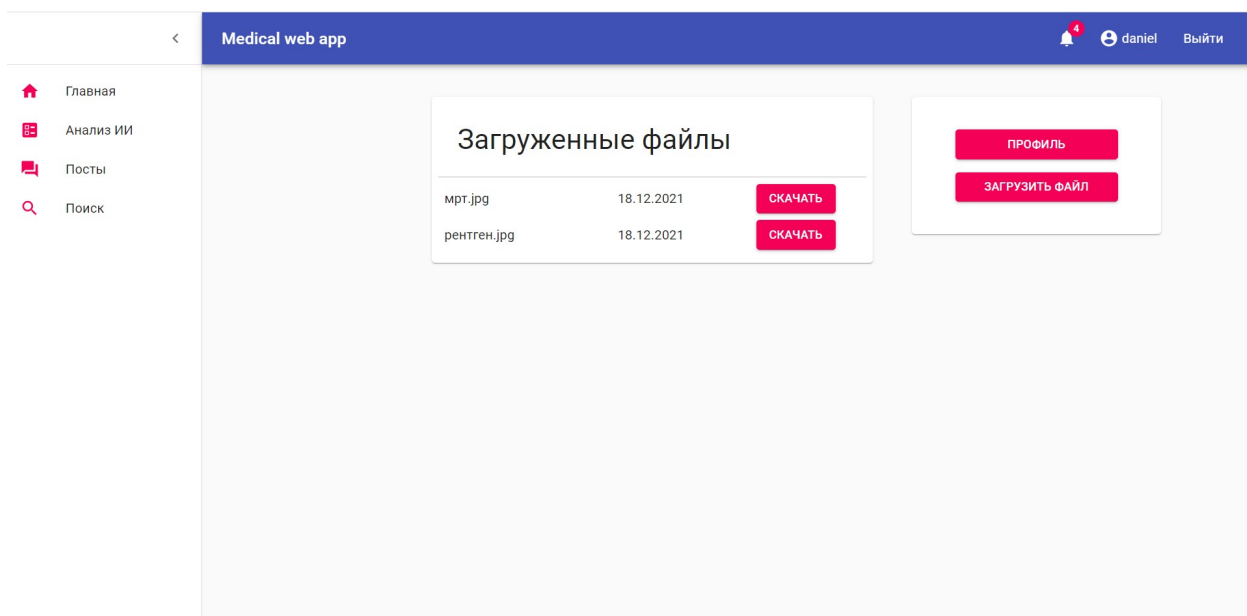 Medical web app
4
daniel
Выйти
Главная
Анализ ИИ
Посты
Поиск
Загруженные файлы
мрт.jpg 18.12.2021 СКАЧАТЬ
рентген.jpg 18.12.2021 СКАЧАТЬ
ПРОФИЛЬ
ЗАГРУЗИТЬ ФАЙЛ